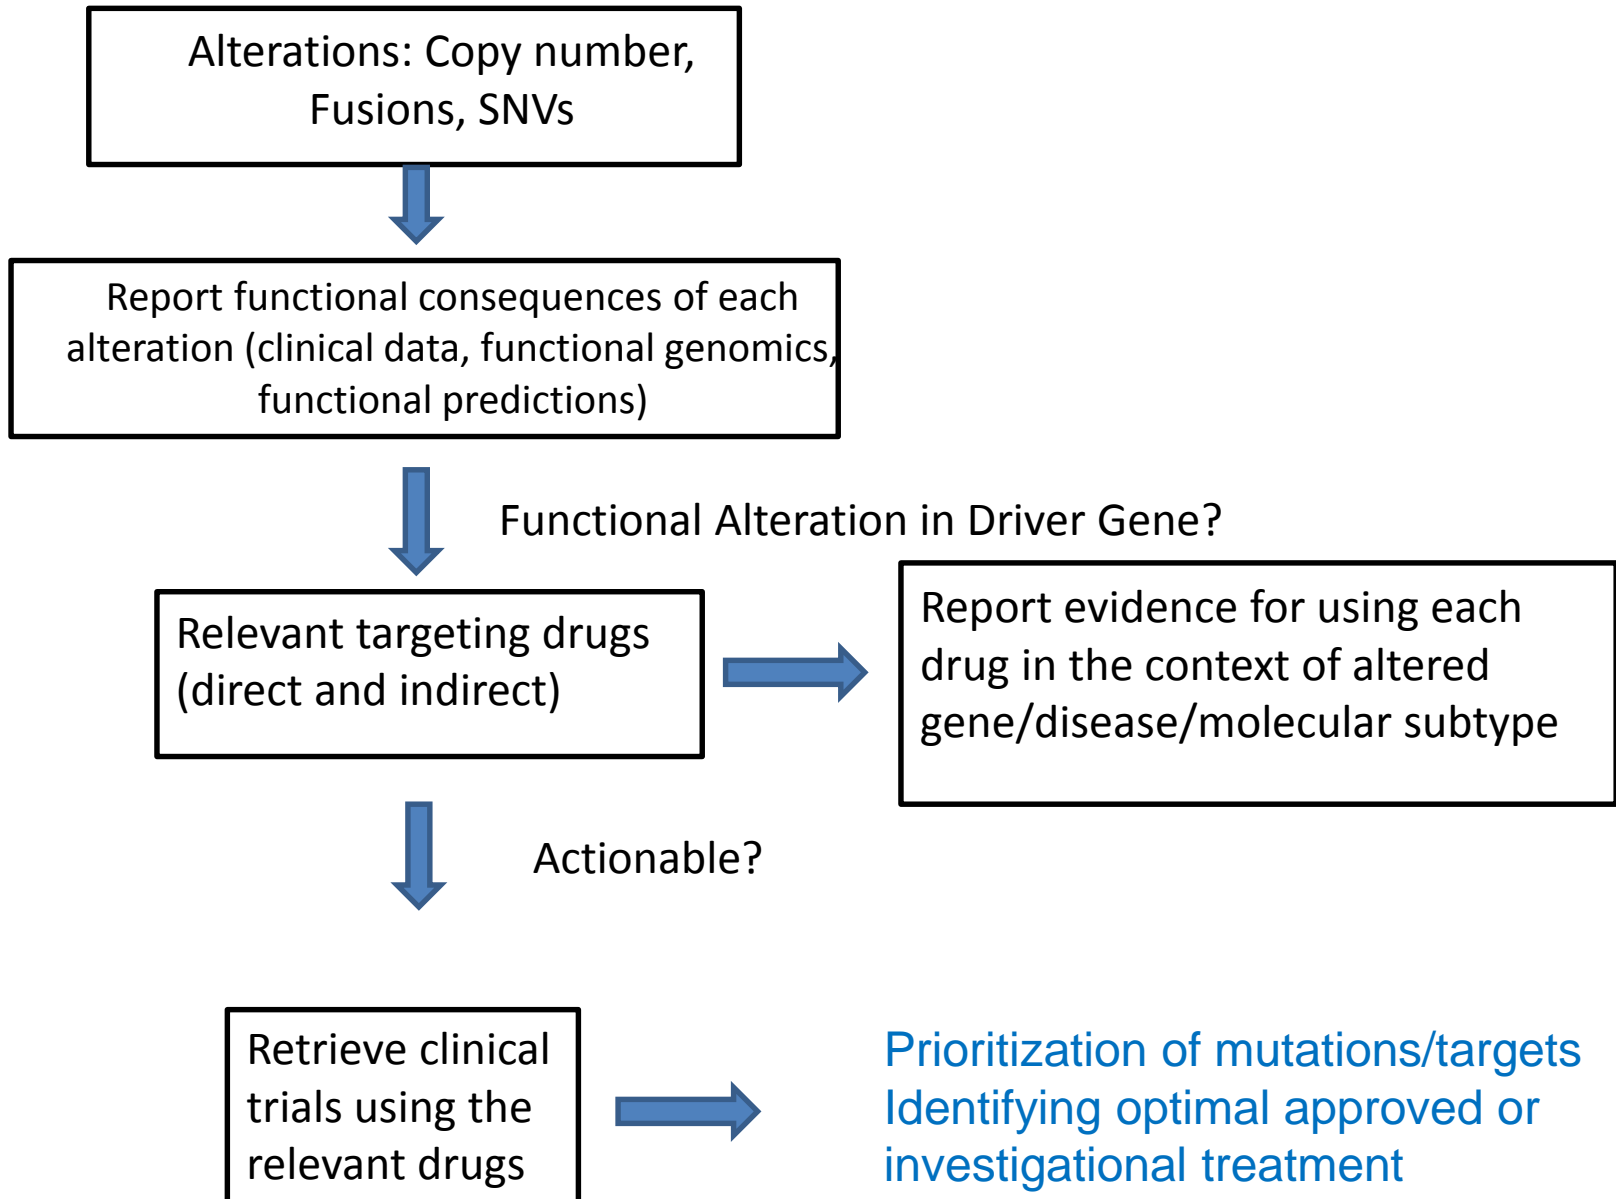 Alterations: Copy number,
Fusions, SNVs
Report functional consequences of each
alteration (clinical data, functional genomics,
functional predictions)
Functional Alteration in Driver Gene?
Relevant targeting drugs
(direct and indirect)
Report evidence for using each
drug in the context of altered
gene/disease/molecular subtype
Actionable?
Retrieve clinical
trials using the
relevant drugs
Prioritization of mutations/targets
Identifying optimal approved or
investigational treatment